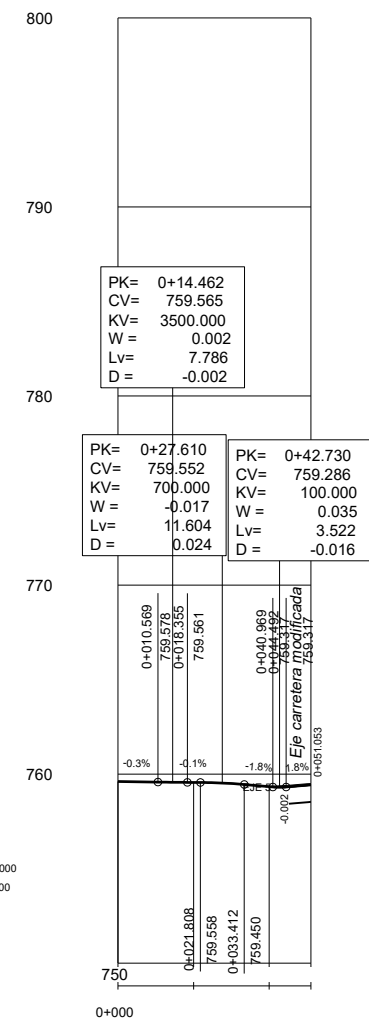 800
790
PK= 0+14.462
CV= 759.565
KV= 3500.000
W = 0.002
Lv= 7.786
D = -0.002
780
PK= 0+27.610
CV= 759.552
KV= 700.000
W = -0.017
Lv= 11.604
D = 0.024
PK= 0+42.730
CV= 759.286
KV= 100.000
W = 0.035
Lv= 3.522
D = -0.016
770
0+010.569
759.578
0+018.355
759.561
0+040.969
759.317
0+044.492
759.317
Eje carretera modificada
0+051.053
760
-0.3%
-0.1%
-1.8%
1.8%
-0.002
0+021.808
759.558
0+033.412
759.450
000
00
750
0+000